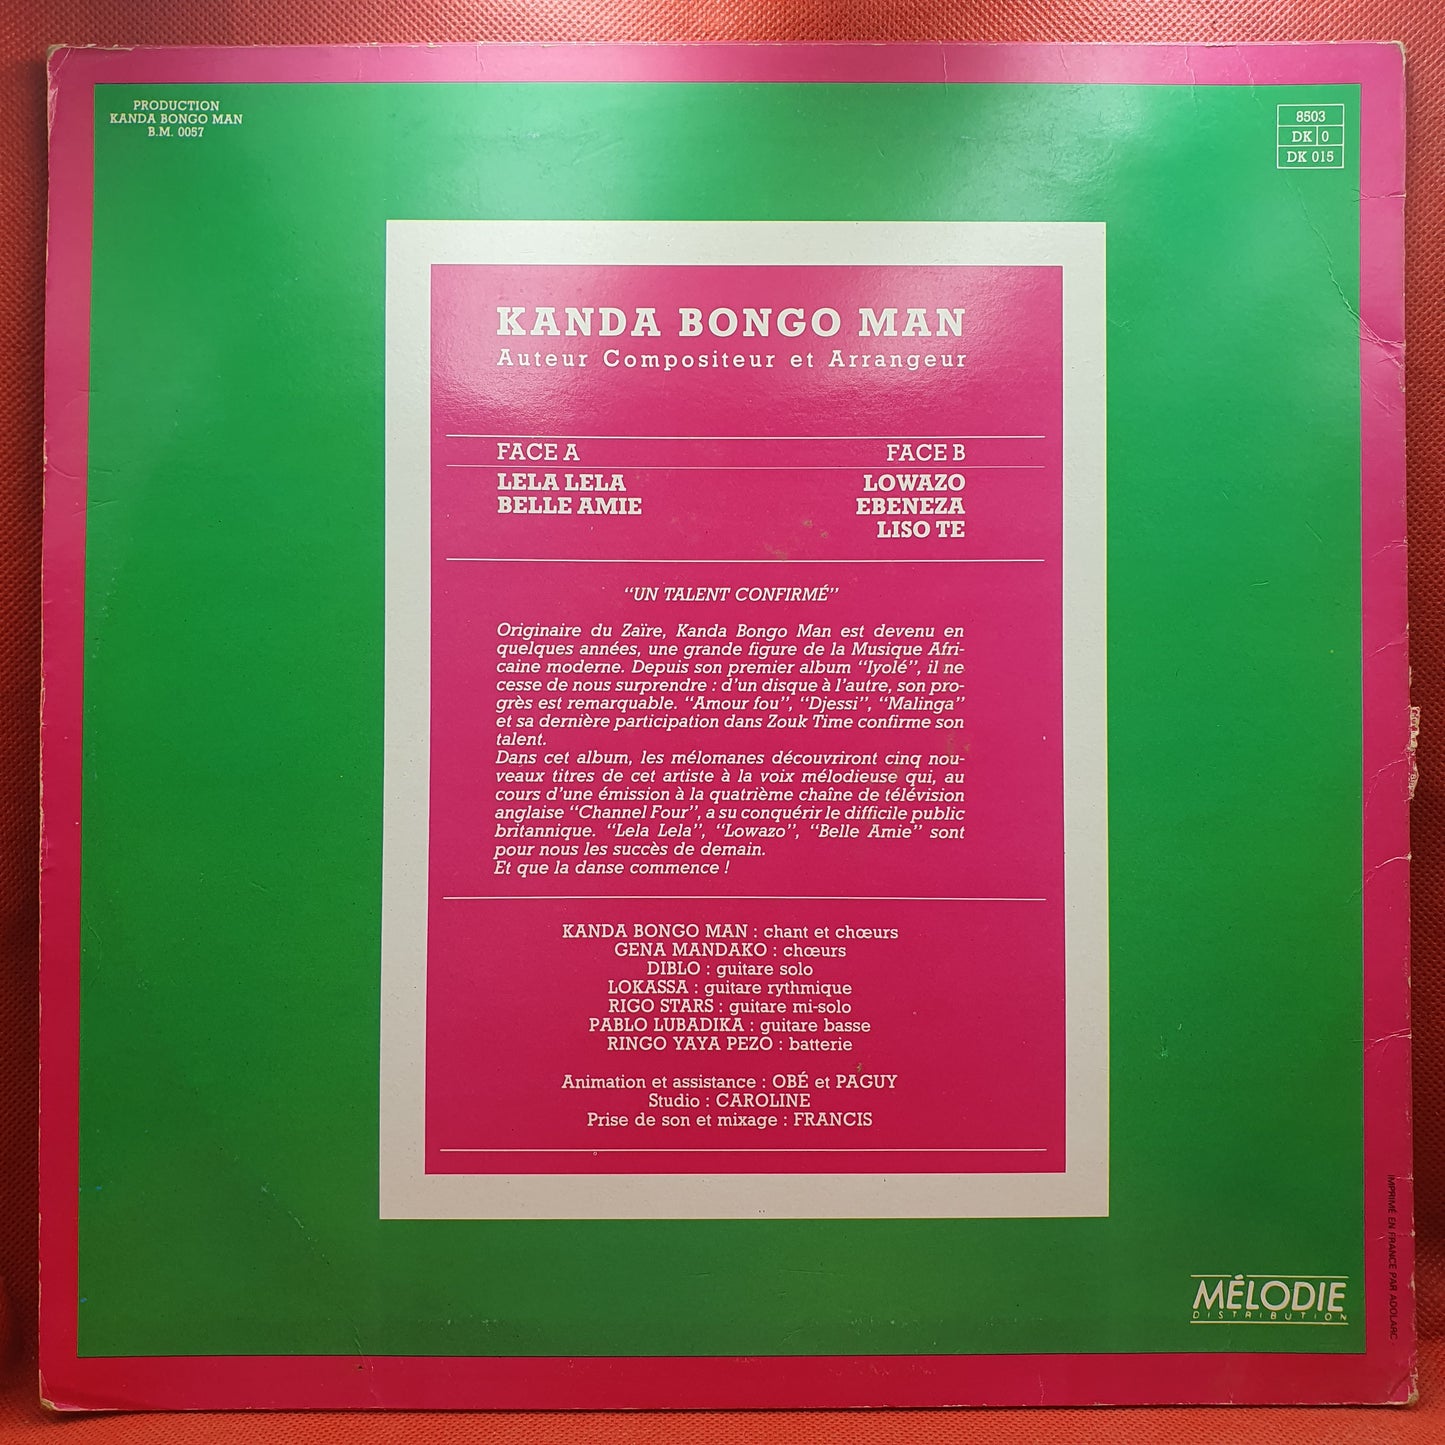 PRODUCTION
KANDA BONGO MAN
B.M. 0057
8503
DK 0
DK 015
KANDA BONGO MAN
Auteur Compositeur et Arrangeur
FACE A
LELA LELA
BELLE AMIE
FACE B
LOWAZO
EBENEZA
LISO TE
“UN TALENT CONFIRMÉ”
Originaire du Zaïre, Kanda Bongo Man est devenu en
quelques années, une grande figure de la Musique Afri-
caine moderne. Depuis son premier album “Iyolé”, il ne
cesse de nous surprendre : d’un disque à l’autre, son pro-
grès est remarquable. “Amour fou”, “Djessi”, “Malinga”
et sa dernière participation dans Zouk Time confirme son
talent.
Dans cet album, les mélomanes découvriront cinq nou-
veaux titres de cet artiste à la voix mélodieuse qui, au
cours d’une émission à la quatrième chaîne de télévision
anglaise “Channel Four”, a su conquérir le difficile public
britannique. “Lela Lela”, “Lowazo”, “Belle Amie” sont
pour nous les succès de demain.
Et que la danse commence !
KANDA BONGO MAN : chant et chœurs
GENA MANDAKO : chœurs
DIBLO : guitare solo
LOKASSA : guitare rythmique
RIGO STARS : guitare mi-solo
PABLO LUBADIKA : guitare basse
RINGO YAYA PEZO : batterie
Animation et assistance : OBÉ et PAGUY
Studio : CAROLINE
Prise de son et mixage : FRANCIS
MÉLODIE
DISTRIBUTION
IMPRIMÉ EN FRANCE PAR ADOLARC